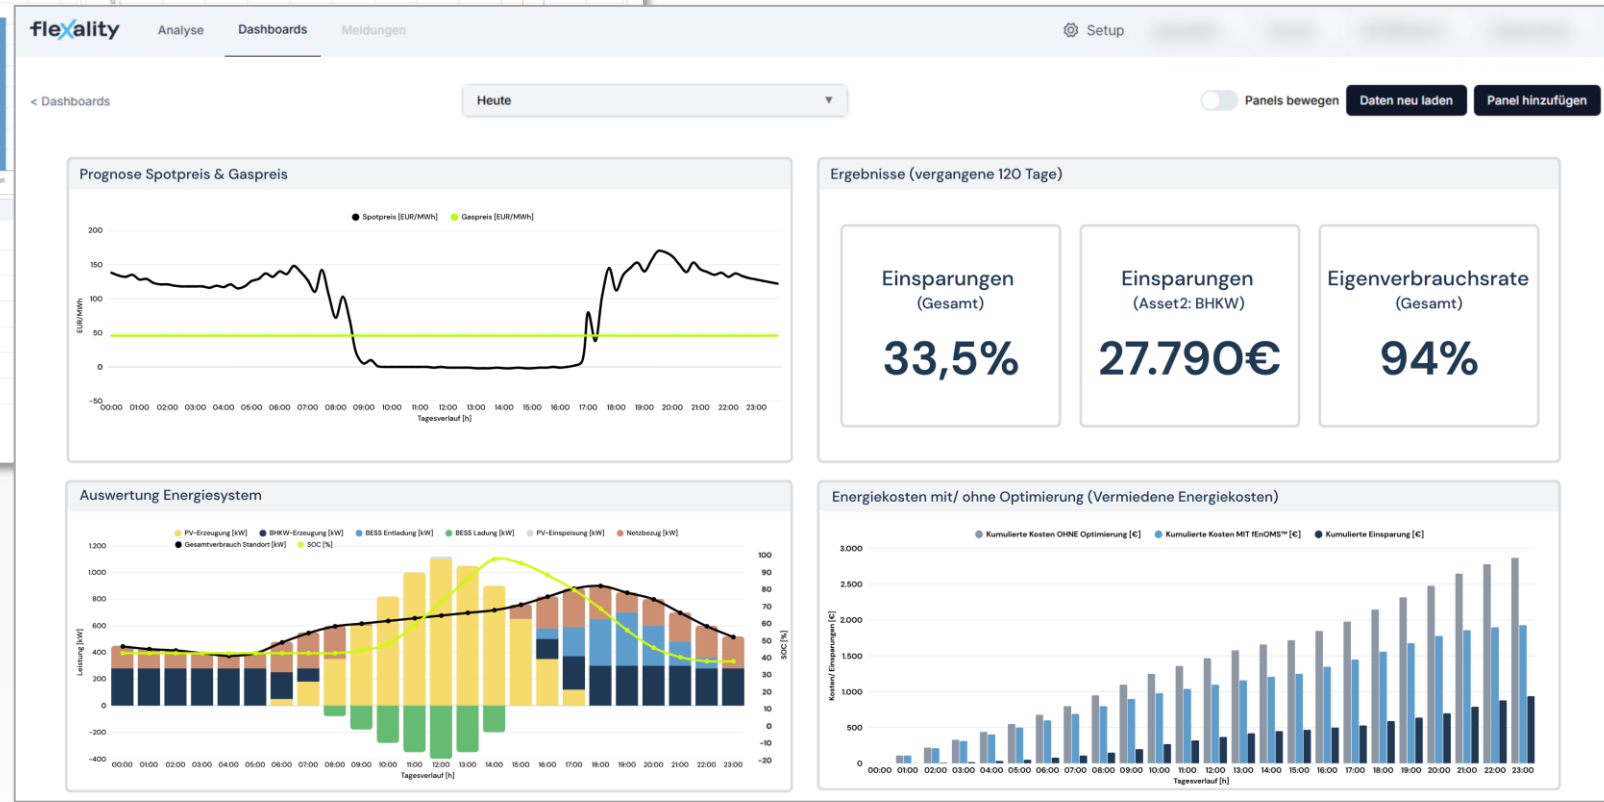 flexality
Analyse
Dashboards
Meldungen
Setup
< Dashboards
Heute
Panels bewegen
Daten neu laden
Panel hinzufügen
Prognose Spotpreis & Gaspreis
Spotpreis [EUR/MWh] Gaspreis [EUR/MWh]
200
150
100
50
0
-50
EUR/MWh
00:00 01:00 02:00 03:00 04:00 05:00 06:00 07:00 08:00 09:00 10:00 11:00 12:00 13:00 14:00 15:00 16:00 17:00 18:00 19:00 20:00 21:00 22:00 23:00
Tagesverlauf [h]
Ergebnisse (vergangene 120 Tage)
Einsparungen
(Gesamt)
33,5%
Einsparungen
(Asset2: BHKW)
27.790€
Eigenverbrauchsrate
(Gesamt)
94%
Auswertung Energiesystem
PV-Erzeugung [kW] BHKW-Erzeugung [kW] BESS Entladung [kW] BESS Ladung [kW] PV-Einspeisung [kW] Netzbezug [kW]
Gesamtverbrauch Standort [kW] SOC [%]
1200
1.000
800
600
400
200
0
-200
-400
Leistung [kW]
100
90
80
70
60
50
40
30
20
10
0
-10
-20
SOC [%]
00:00 01:00 02:00 03:00 04:00 05:00 06:00 07:00 08:00 09:00 10:00 11:00 12:00 13:00 14:00 15:00 16:00 17:00 18:00 19:00 20:00 21:00 22:00 23:00
Tagesverlauf [h]
Energiekosten mit/ ohne Optimierung (Vermiedene Energiekosten)
Kumulierte Kosten OHNE Optimierung [€] Kumulierte Kosten MIT fEnOMS™ [€] Kumulierte Einsparung [€]
3.000
2.500
2.000
1.500
1.000
500
0
Kosten/ Einsparungen [€]
00:00 01:00 02:00 03:00 04:00 05:00 06:00 07:00 08:00 09:00 10:00 11:00 12:00 13:00 14:00 15:00 16:00 17:00 18:00 19:00 20:00 21:00 22:00 23:00
Tagesverlauf [h]